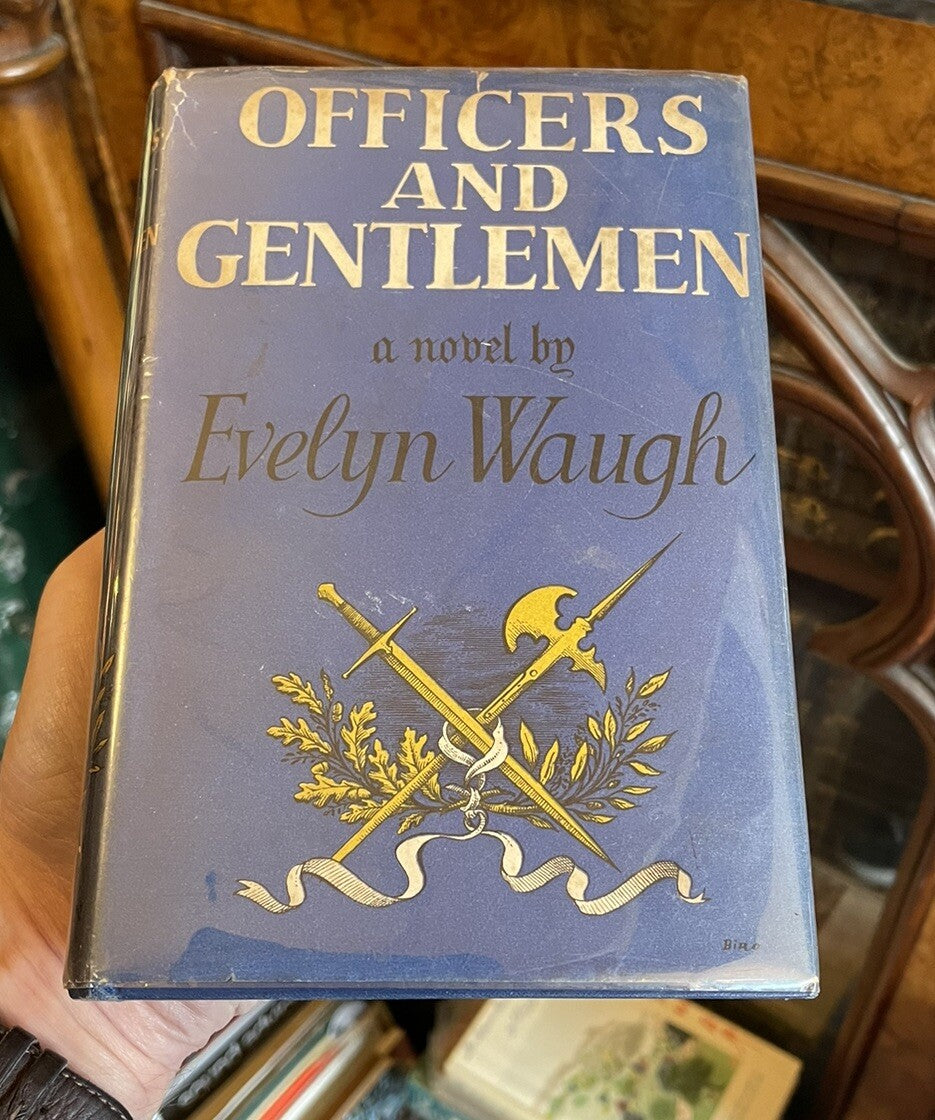 OFFICERS
AND
GENTLEMEN
a novel by
Evelyn Waugh